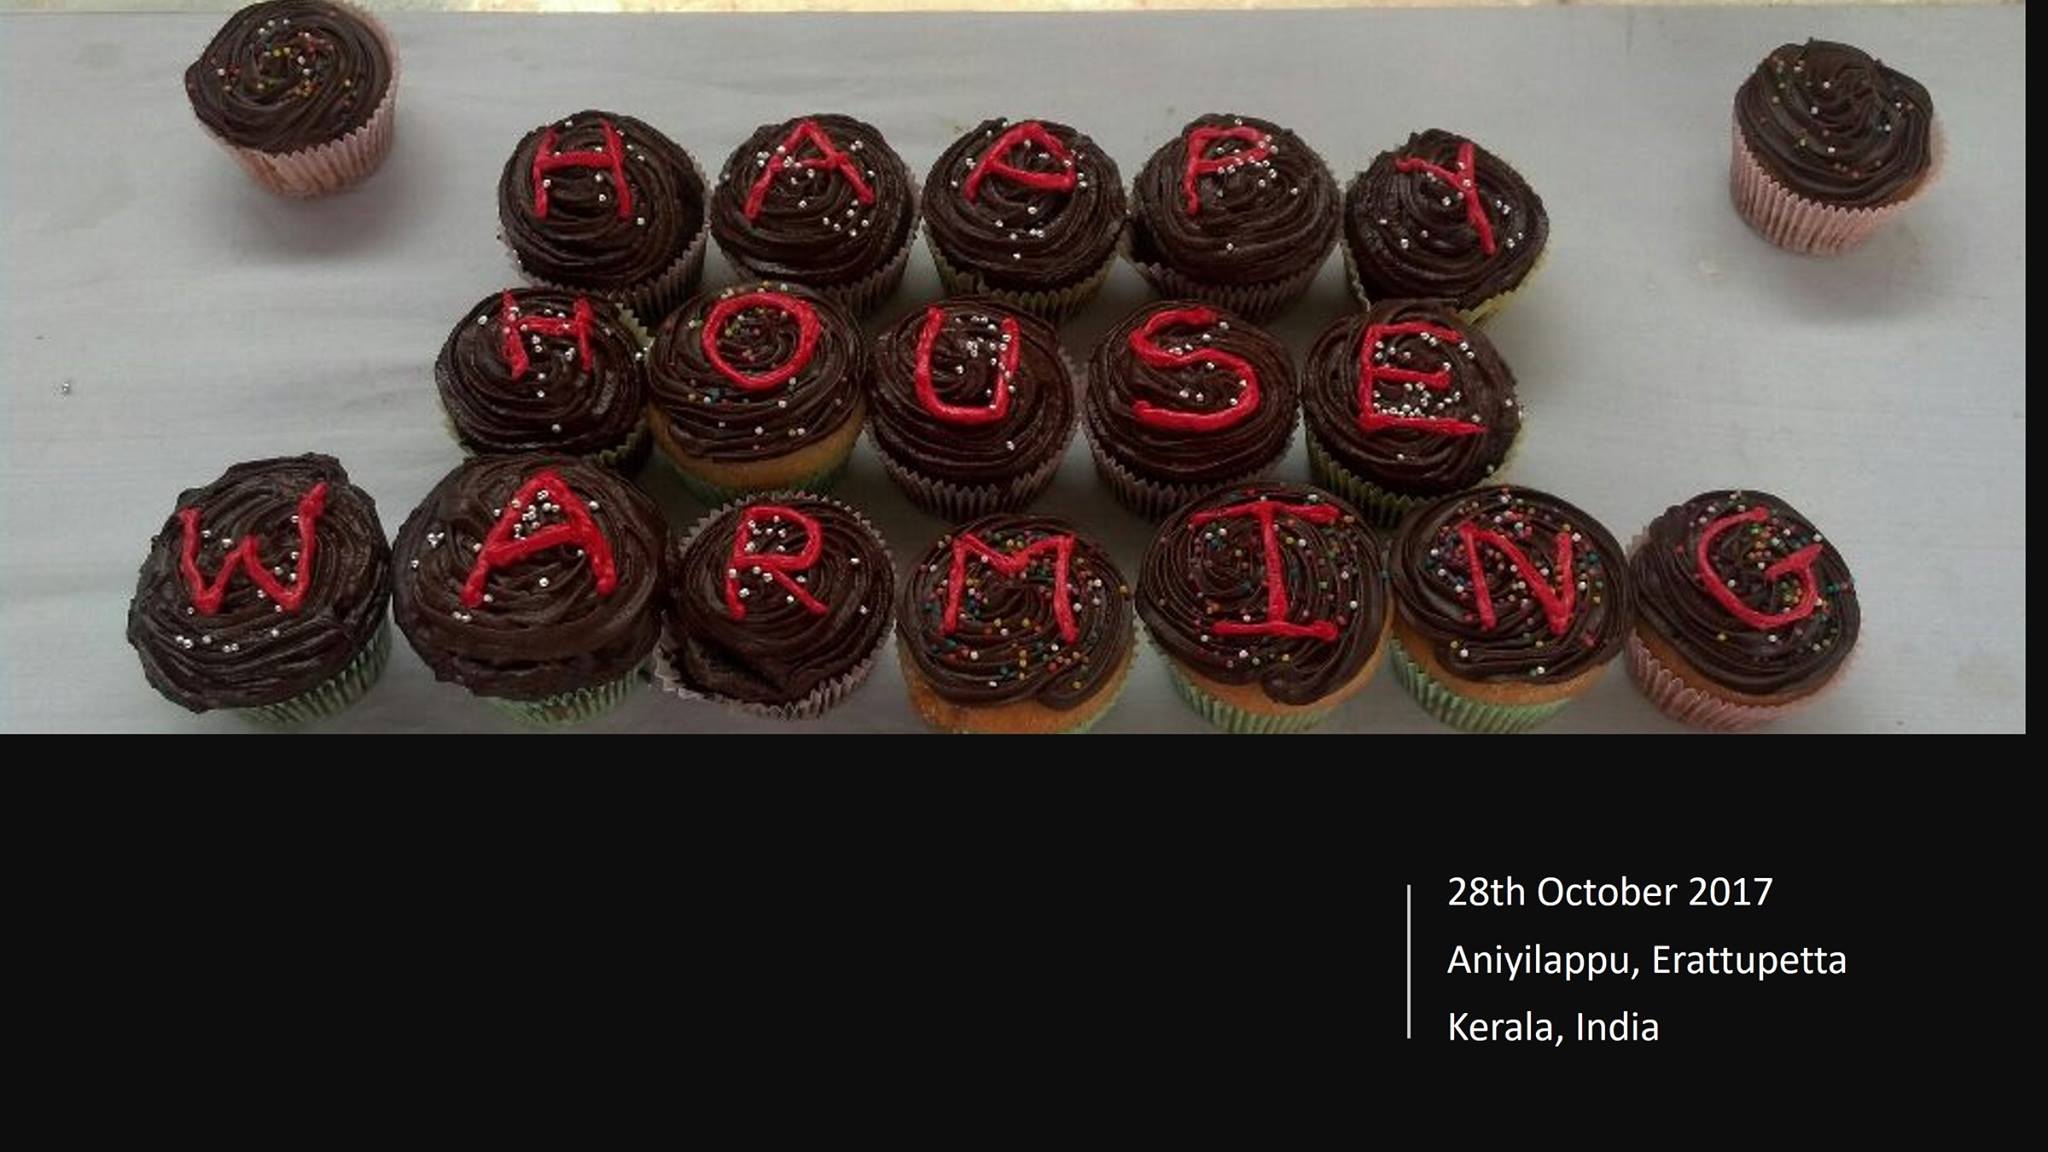 HAPPY
HOUSE
WARMING
28th October 2017
Aniyilappu, Erattupetta
Kerala, India